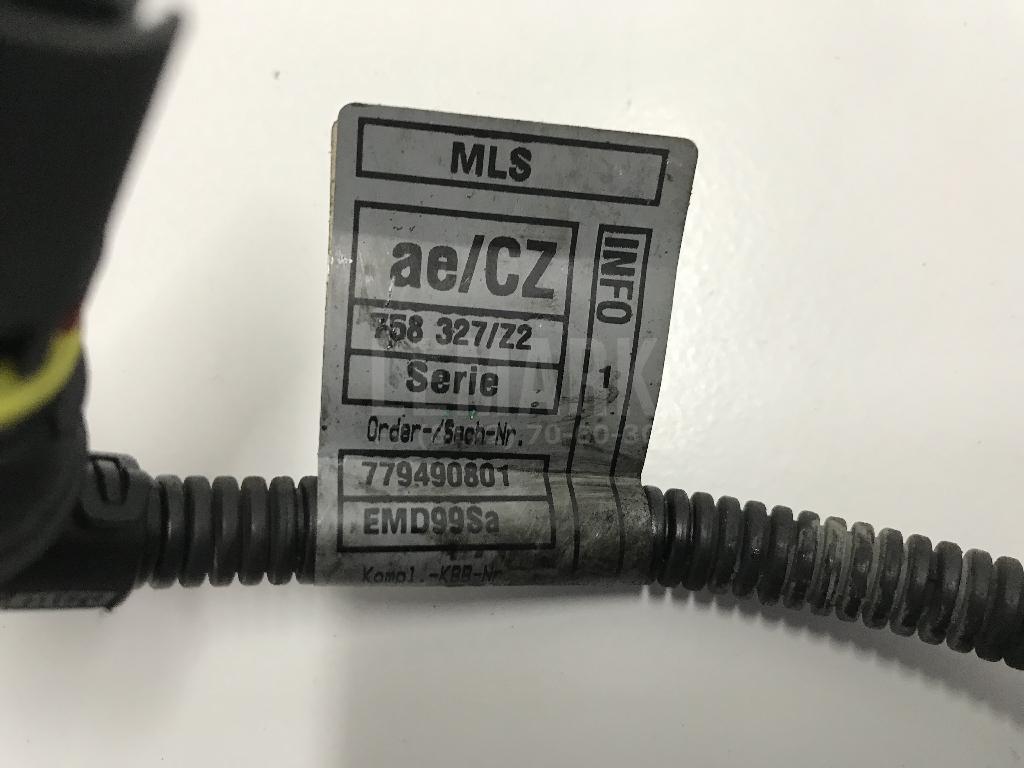 MLS
ae/CZ
758 327/Z2
Serie
Order-/Sach-Nr.
779490801
EMD99Sa
Kompl.-KBB-Nr
INFO 1